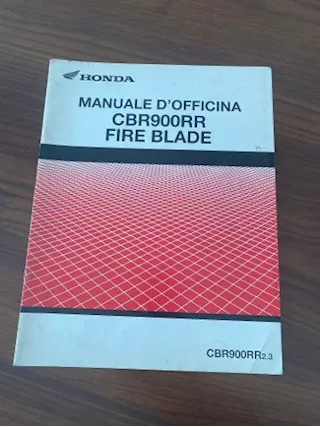 HONDA
MANUALE D'OFFICINA
CBR900RR
FIRE BLADE
CBR900RR2.3